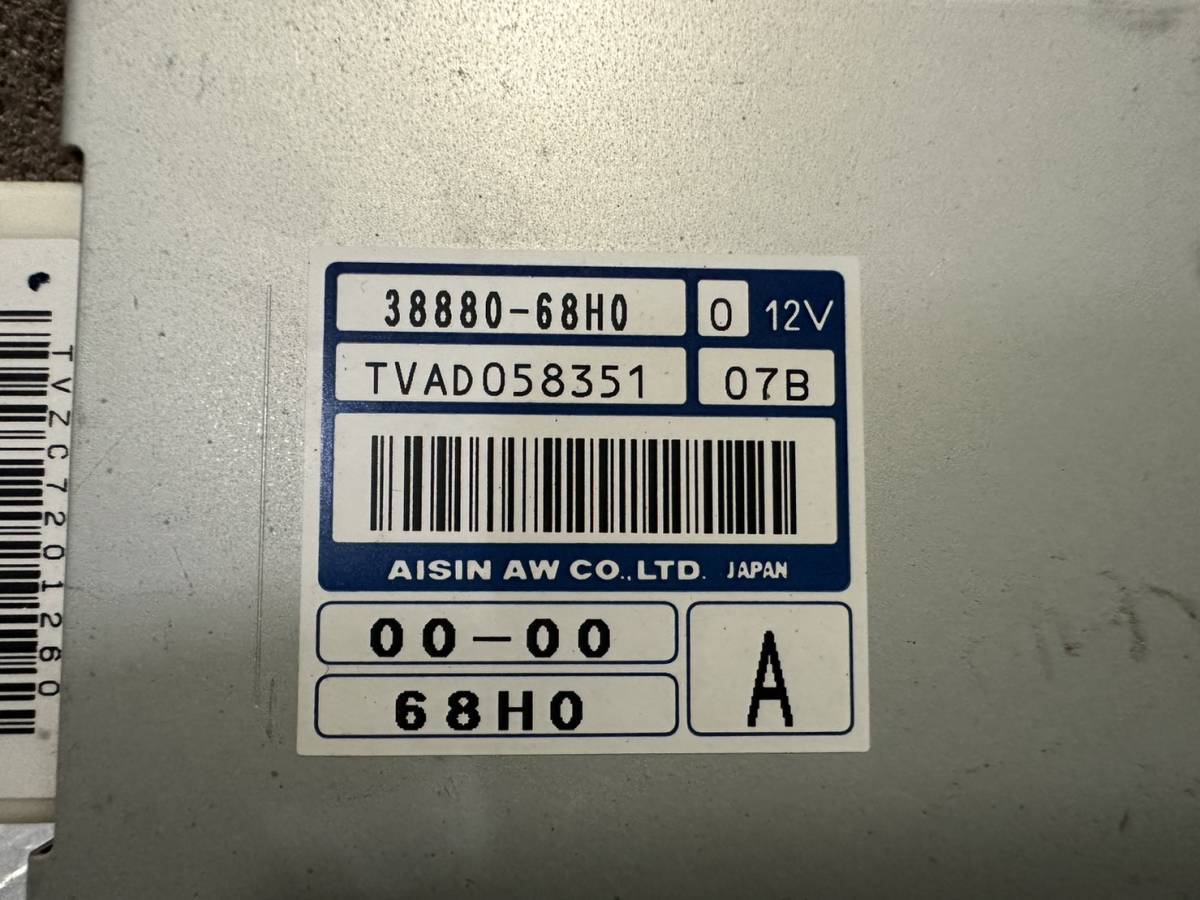 38880-68H0 0 12V
TVAD058351 07B
AISIN AW CO.,LTD. JAPAN
00-00
68H0
A
TVZC7201260